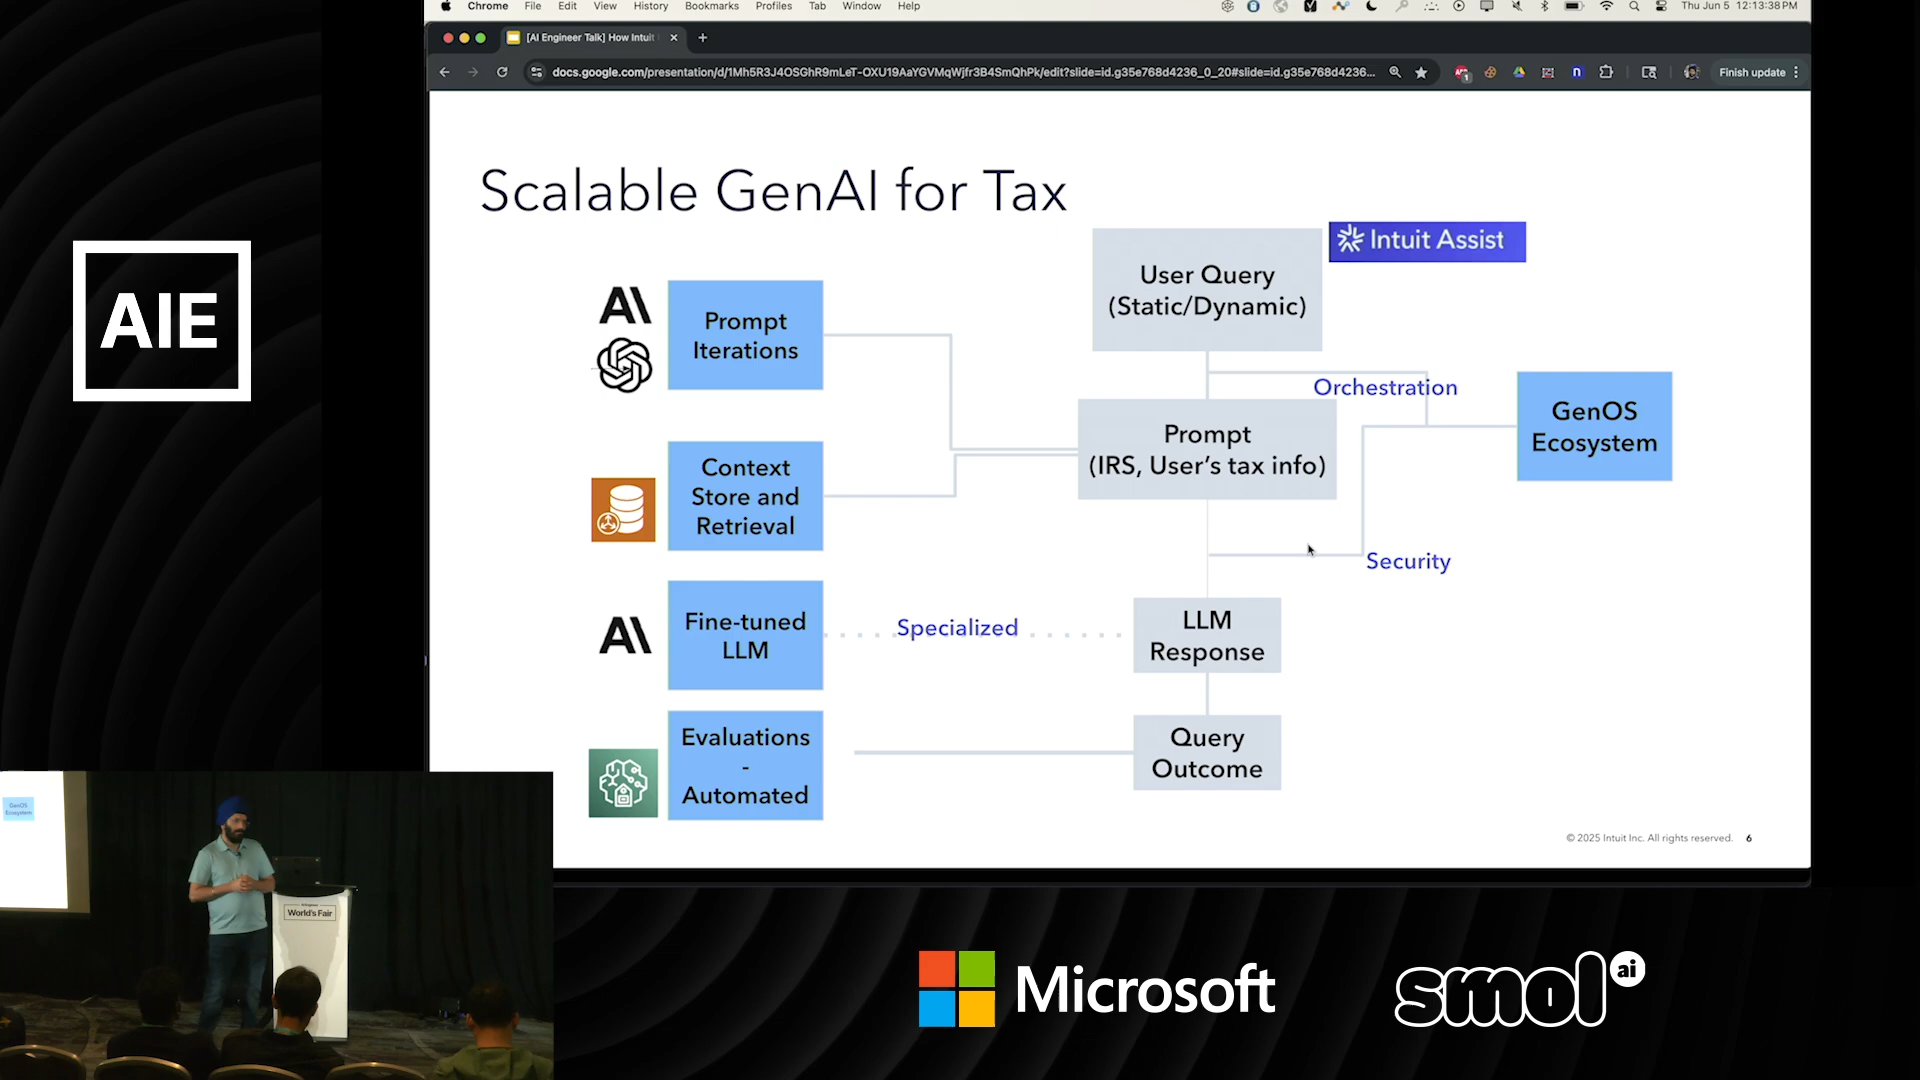 Chrome File Edit View History Bookmarks Profiles Tab Window Help
Thu Jun 5 12:13:38 PM
[AI Engineer Talk] How Intuit
docs.google.com/presentation/d/1Mh5R3J4OSGhR9mLeT-OXU19AaYGVMqWjfr3B4SmQhPk/edit?slide=id.g35e768d4236_0_20#slide=id.g35e768d4236...
Finish update
Scalable GenAI for Tax
Intuit Assist
User Query
(Static/Dynamic)
Prompt
Iterations
Orchestration
GenOS
Ecosystem
Prompt
(IRS, User's tax info)
Context
Store and
Retrieval
Security
Fine-tuned
LLM
Specialized
LLM
Response
Evaluations
-
Automated
Query
Outcome
© 2025 Intuit Inc. All rights reserved. 6
AIE
GenOS
Ecosystem
World's Fair
Microsoft
smol ai